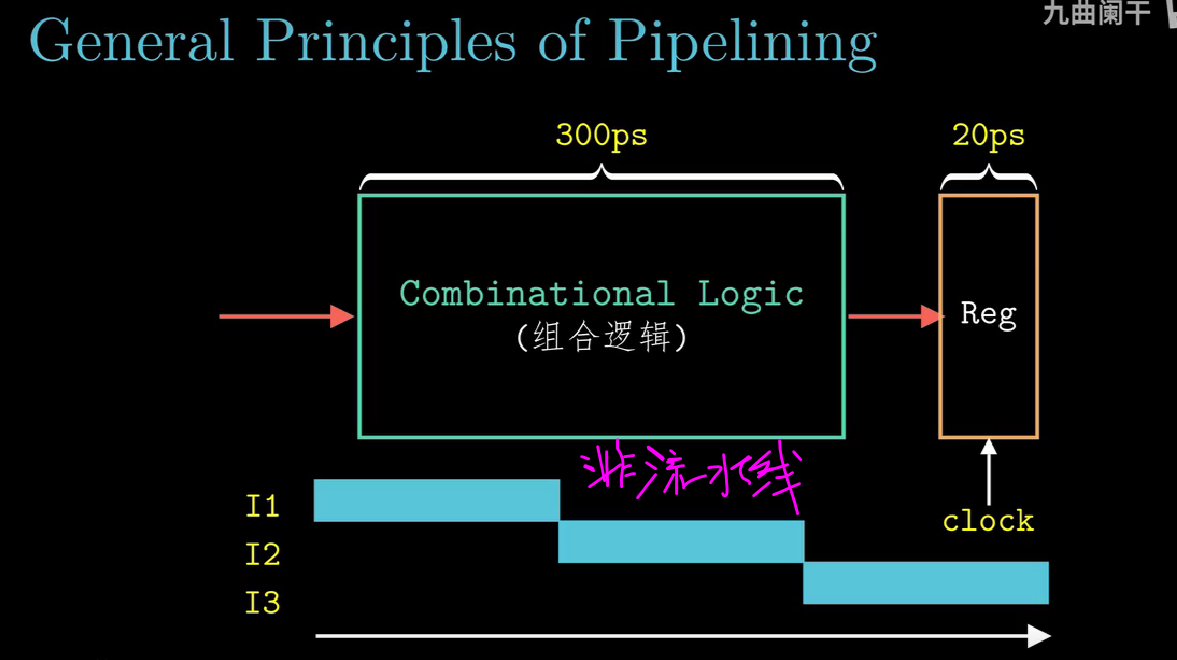 九曲阑干
General Principles of Pipelining
300ps
20ps
Combinational Logic
(组合逻辑)
Reg
非流水线
I1
clock
I2
I3